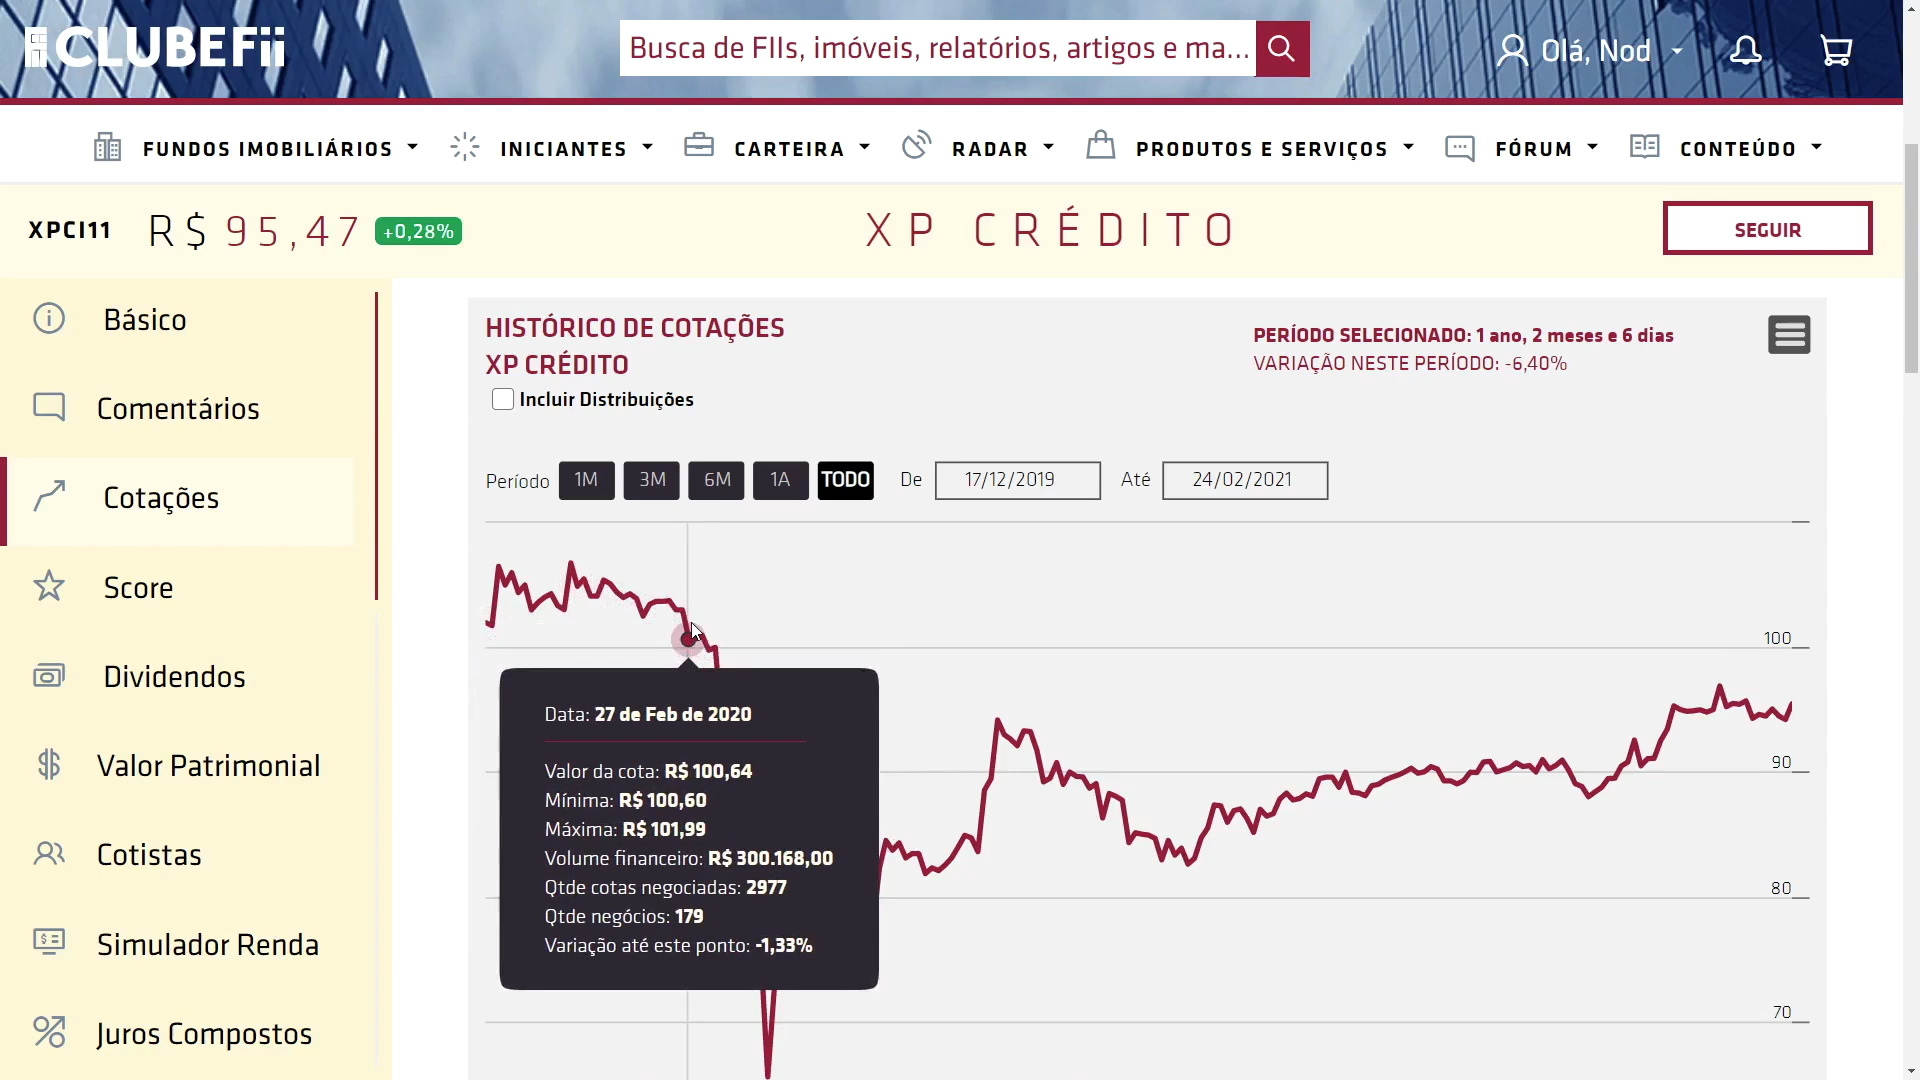 CLUBEFii
Busca de FIIs, imóveis, relatórios, artigos e ma...
Olá, Nod
FUNDOS IMOBILIÁRIOS
INICIANTES
CARTEIRA
RADAR
PRODUTOS E SERVIÇOS
FÓRUM
CONTEÚDO
XPCI11
R$ 95,47
+0,28%
XP CRÉDITO
SEGUIR
Básico
Comentários
Cotações
Score
Dividendos
Valor Patrimonial
Cotistas
Simulador Renda
Juros Compostos
HISTÓRICO DE COTAÇÕES
XP CRÉDITO
Incluir Distribuições
PERÍODO SELECIONADO: 1 ano, 2 meses e 6 dias
VARIAÇÃO NESTE PERÍODO: -6,40%
Período 1M 3M 6M 1A TODO De 17/12/2019 Até 24/02/2021
100
90
80
70
Data: 27 de Feb de 2020
Valor da cota: R$ 100,64
Mínima: R$ 100,60
Máxima: R$ 101,99
Volume financeiro: R$ 300.168,00
Qtde cotas negociadas: 2977
Qtde negócios: 179
Variação até este ponto: -1,33%